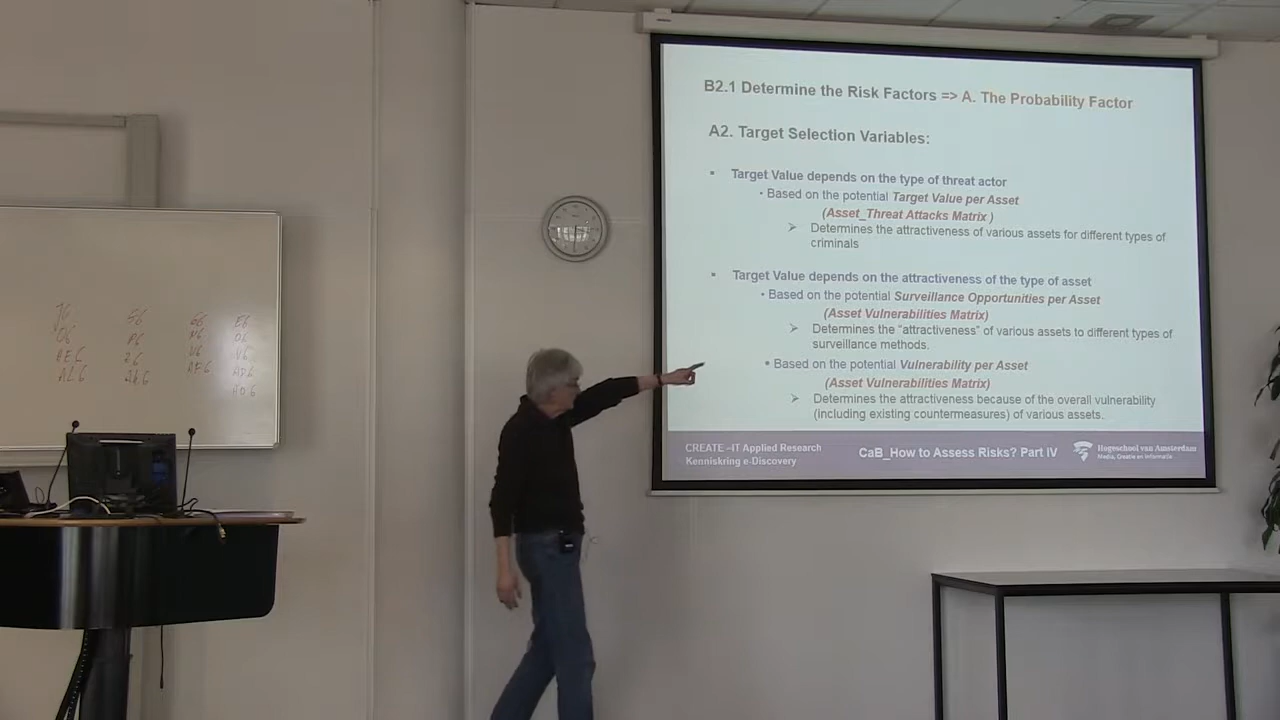 B2.1 Determine the Risk Factors => A. The Probability Factor
A2. Target Selection Variables:
▪ Target Value depends on the type of threat actor
• Based on the potential Target Value per Asset
(Asset_Threat Attacks Matrix )
➢ Determines the attractiveness of various assets for different types of
criminals
▪ Target Value depends on the attractiveness of the type of asset
• Based on the potential Surveillance Opportunities per Asset
(Asset Vulnerabilities Matrix)
➢ Determines the “attractiveness” of various assets to different types of
surveillance methods.
• Based on the potential Vulnerability per Asset
(Asset Vulnerabilities Matrix)
➢ Determines the attractiveness because of the overall vulnerability
(including existing countermeasures) of various assets.
CREATE –IT Applied Research
Kenniskring e-Discovery
CaB_How to Assess Risks? Part IV
Hogeschool van Amsterdam
Media, Creatie en Informatie